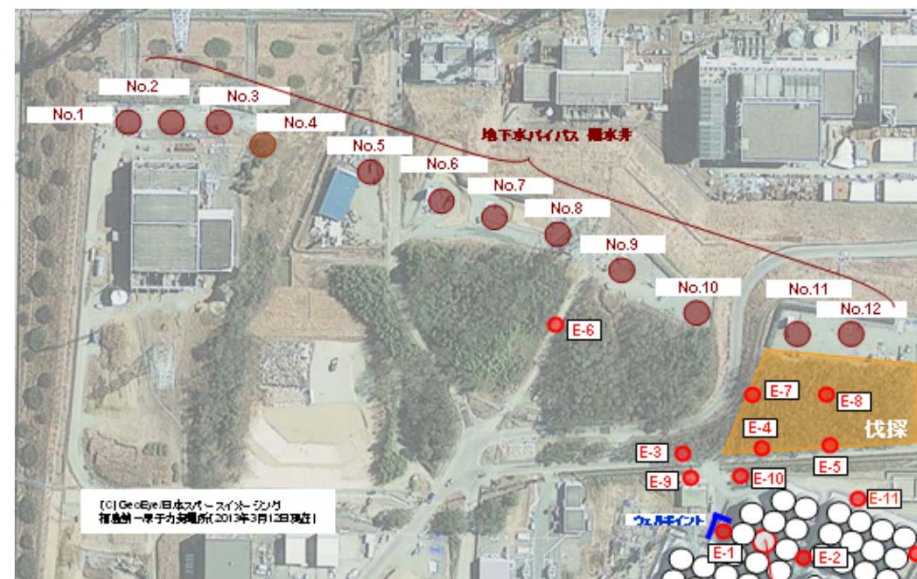 No.2
No.3
No.1
No.4
地下水バイパス 揚水井
No.5
No.6
No.7
No.8
No.9
No.10
No.11
No.12
E-6
E-7
E-8
伐採
E-4
E-3
E-5
E-9
E-10
E-11
(C)GeoEye/日本スペースイメージング
福島第一原子力発電所(2013年3月12日現在)
ウェルポイント
E-1
E-2